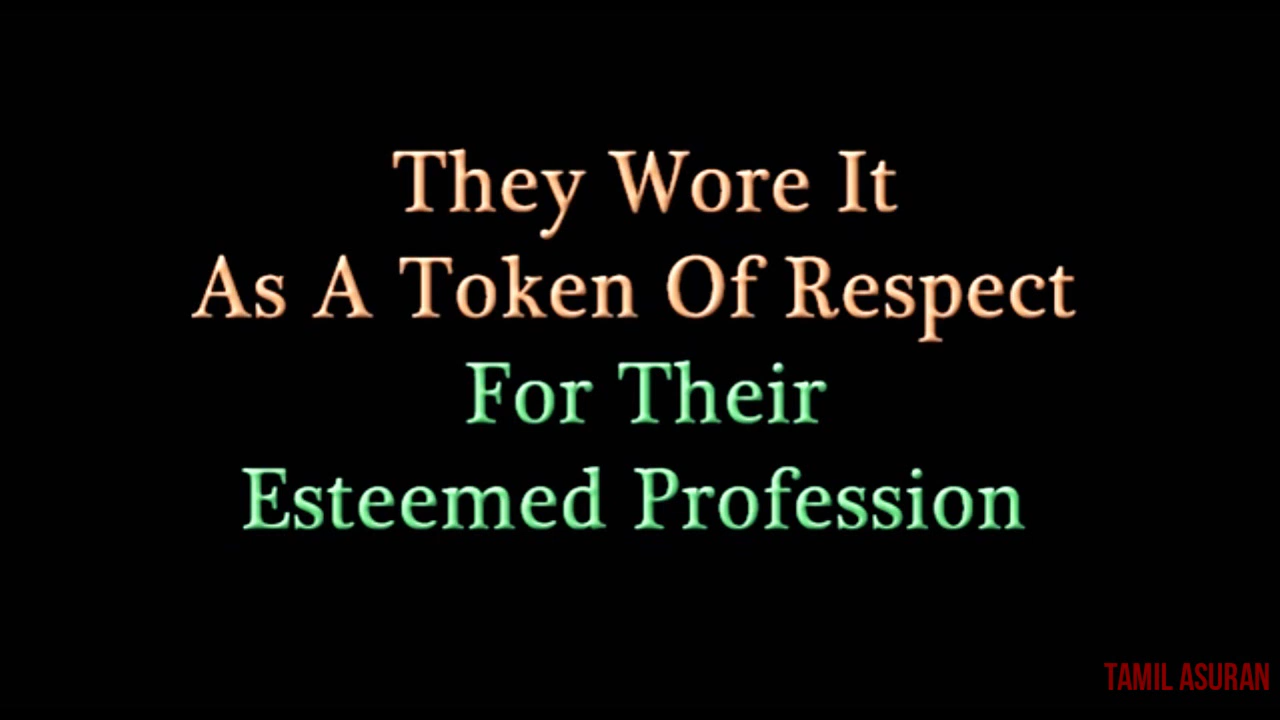 They Wore It
As A Token Of Respect
For Their
Esteemed Profession
TAMIL ASURAN